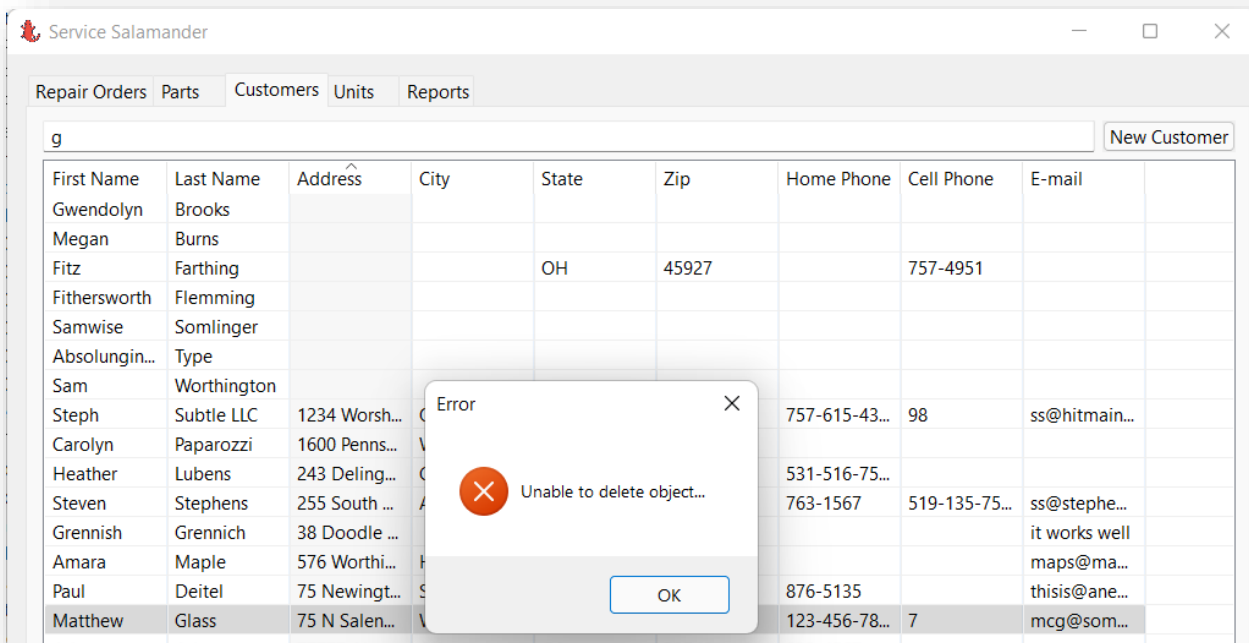 Service Salamander
Repair Orders Parts Customers Units Reports
g New Customer
First Name Last Name Address City State Zip Home Phone Cell Phone E-mail
Gwendolyn Brooks
Megan Burns
Fitz Farthing OH 45927 757-4951
Fithersworth Flemming
Samwise Somlinger
Absolungin... Type
Sam Worthington
Steph Subtle LLC 1234 Worsh... 757-615-43... 98 ss@hitmain...
Carolyn Paparozzi 1600 Penns...
Heather Lubens 243 Deling... 531-516-75...
Steven Stephens 255 South ... 763-1567 519-135-75... ss@stephe...
Grennish Grennich 38 Doodle ... it works well
Amara Maple 576 Worthi... maps@ma...
Paul Deitel 75 Newingt... 876-5135 thisis@ane...
Matthew Glass 75 N Salen... 123-456-78... 7 mcg@som...
Error
Unable to delete object...
OK